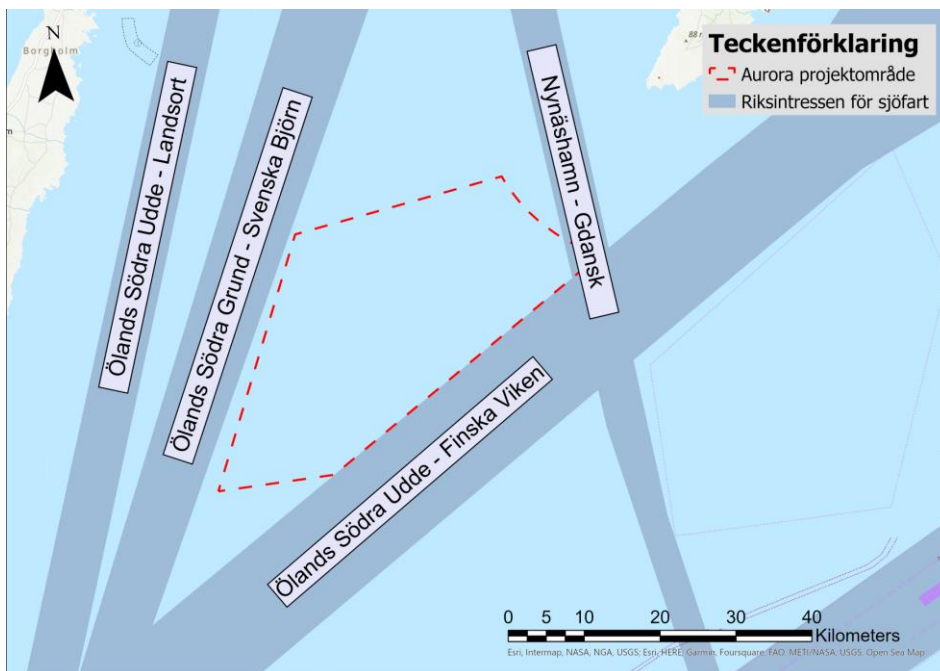 N
Borgholm
88 m
Teckenförklaring
Aurora projektområde
Riksintressen för sjöfart
Ölands Södra Udde - Landsort
Ölands Södra Grund - Svenska Björn
Nynäshamn - Gdansk
Ölands Södra Udde - Finska Viken
0 5 10 20 30 40
Kilometers
Esri, Intermap, NASA, NGA, USGS; Esri, HERE, Garmin, Foursquare, FAO, METI/NASA, USGS; Open Sea Map